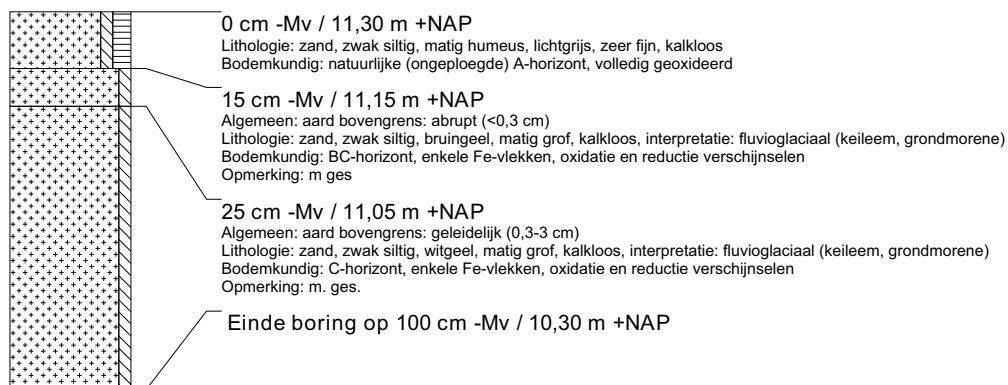 0 cm -Mv / 11,30 m +NAP
Lithologie: zand, zwak siltig, matig humeus, lichtgrijs, zeer fijn, kalkloos
Bodemkundig: natuurlijke (ongeploegde) A-horizont, volledig geoxideerd
15 cm -Mv / 11,15 m +NAP
Algemeen: aard bovengrens: abrupt (<0,3 cm)
Lithologie: zand, zwak siltig, bruingeel, matig grof, kalkloos, interpretatie: fluvioglaciaal (keileem, grondmorene)
Bodemkundig: BC-horizont, enkele Fe-vlekken, oxidatie en reductie verschijnselen
Opmerking: m ges
25 cm -Mv / 11,05 m +NAP
Algemeen: aard bovengrens: geleidelijk (0,3-3 cm)
Lithologie: zand, zwak siltig, witgeel, matig grof, kalkloos, interpretatie: fluvioglaciaal (keileem, grondmorene)
Bodemkundig: C-horizont, enkele Fe-vlekken, oxidatie en reductie verschijnselen
Opmerking: m. ges.
Einde boring op 100 cm -Mv / 10,30 m +NAP